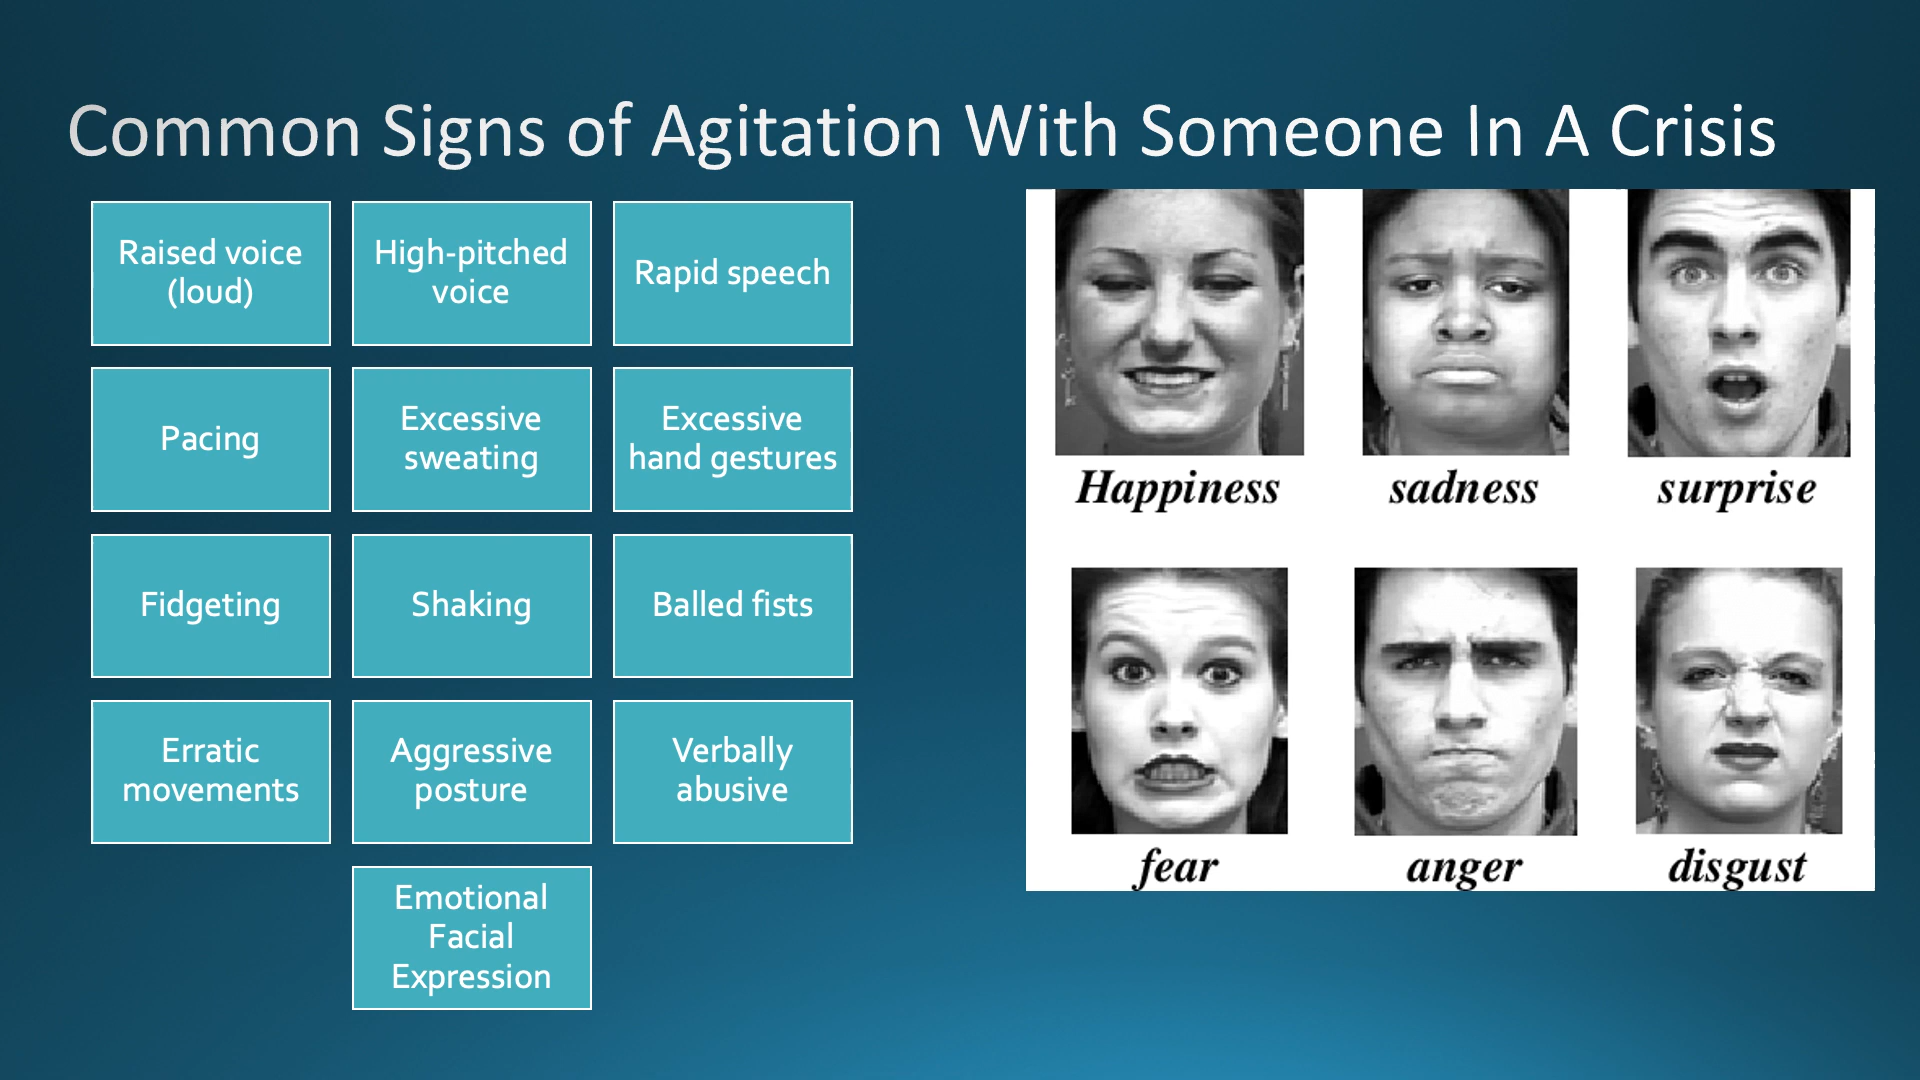 Common Signs of Agitation With Someone In A Crisis
Raised voice
(loud)
High-pitched
voice
Rapid speech
Pacing
Excessive
sweating
Excessive
hand gestures
Fidgeting
Shaking
Balled fists
Erratic
movements
Aggressive
posture
Verbally
abusive
Emotional
Facial
Expression
Happiness
sadness
surprise
fear
anger
disgust